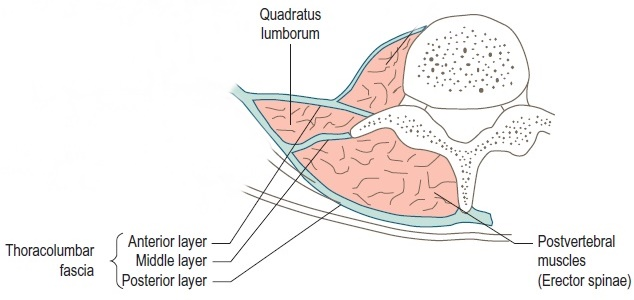 Quadratus
lumborum
Thoracolumbar
fascia
Anterior layer
Middle layer
Posterior layer
Postvertebral
muscles
(Erector spinae)